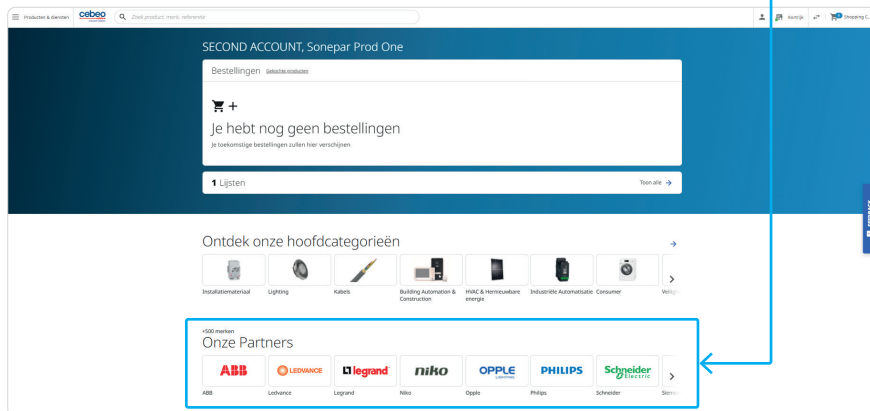 Producten & diensten
cebeo
Zoek product, merk, referentie
Kortrijk
Shopping C...
SECOND ACCOUNT, Sonepar Prod One
Bestellingen Gekochte producten
Je hebt nog geen bestellingen
Je toekomstige bestellingen zullen hier verschijnen
1 Lijsten
Toon alle
Ontdek onze hoofdcategorieën
Installatiemateriaal
Lighting
Kabels
Building Automation &
Construction
HVAC & Hernieuwbare
energie
Industriële Automatisatie
Consumer
+500 merken
Onze Partners
ABB
LEDVANCE
legrand
niko
OPPLE
LIGHTING
PHILIPS
Schneider
Electric
ABB
Ledvance
Legrand
Niko
Opple
Philips
Schneider